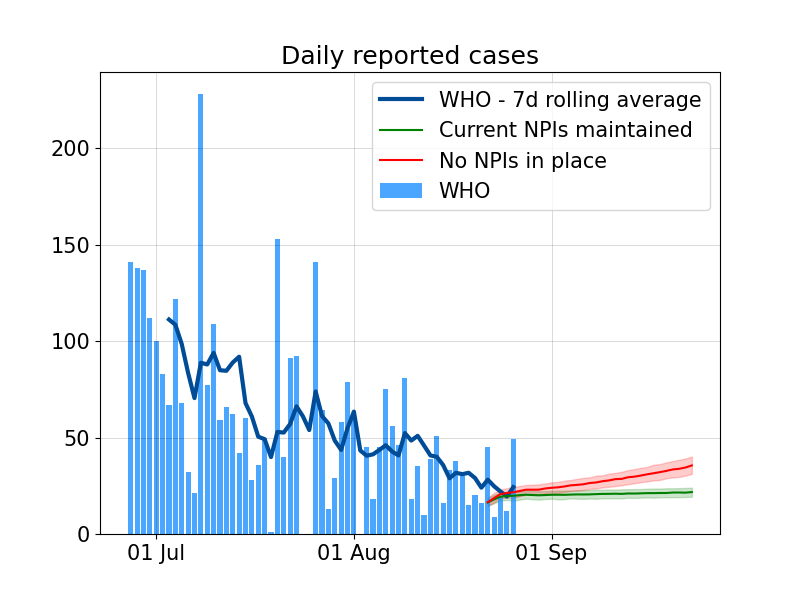 Daily reported cases
WHO - 7d rolling average
Current NPIs maintained
No NPIs in place
WHO
200
150
100
50
0
01 Jul
01 Aug
01 Sep